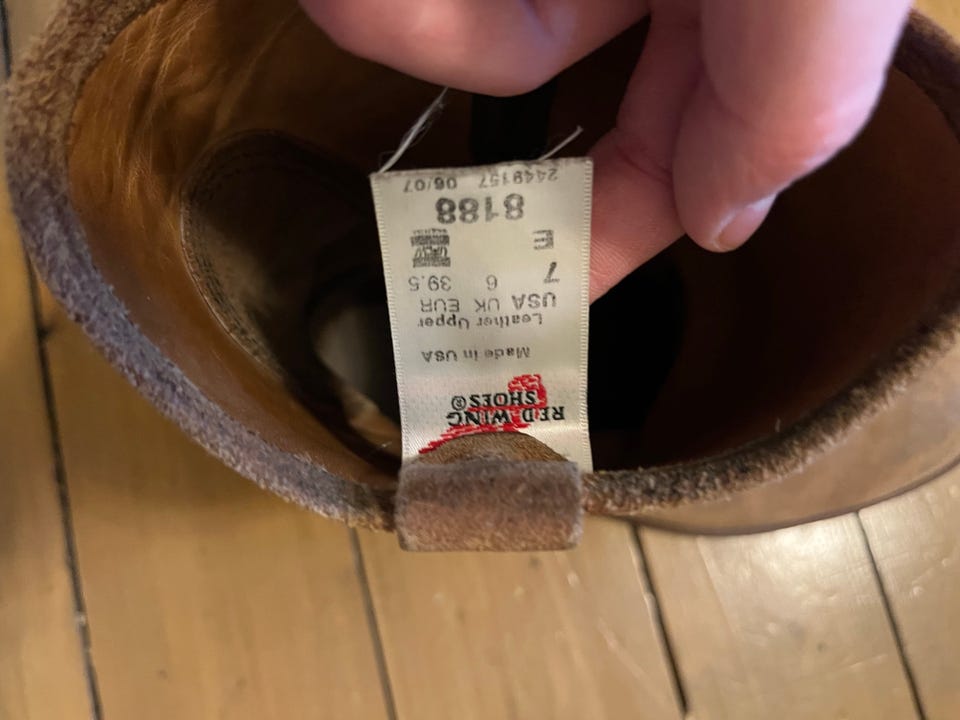 RED WING
SHOES®
Made in USA
Leather Upper
USA UK EUR
7 6 39.5
E
8188
2449157 06/07